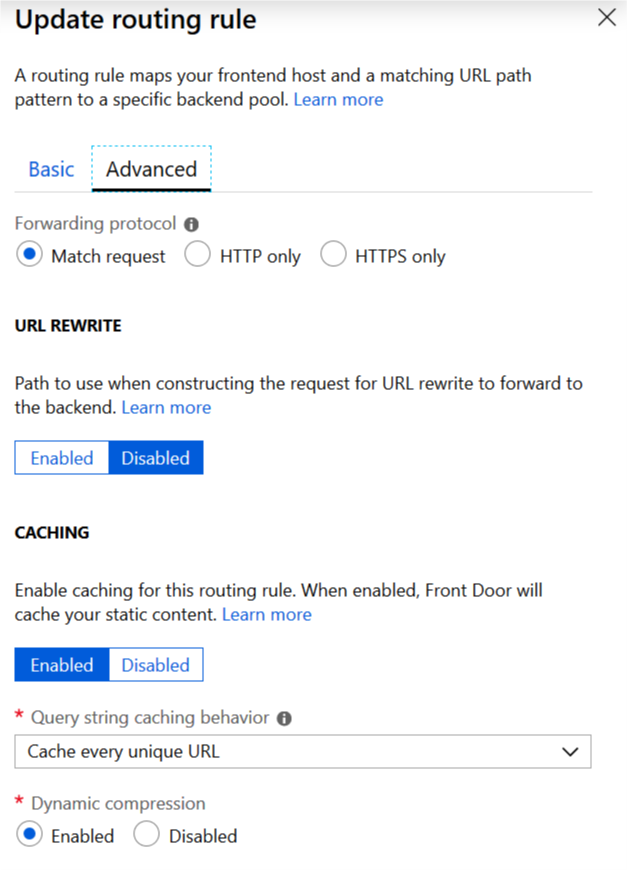 Update routing rule
A routing rule maps your frontend host and a matching URL path
pattern to a specific backend pool. Learn more
Basic Advanced
Forwarding protocol
Match request HTTP only HTTPS only
URL REWRITE
Path to use when constructing the request for URL rewrite to forward to
the backend. Learn more
Enabled Disabled
CACHING
Enable caching for this routing rule. When enabled, Front Door will
cache your static content. Learn more
Enabled Disabled
* Query string caching behavior
Cache every unique URL
* Dynamic compression
Enabled Disabled